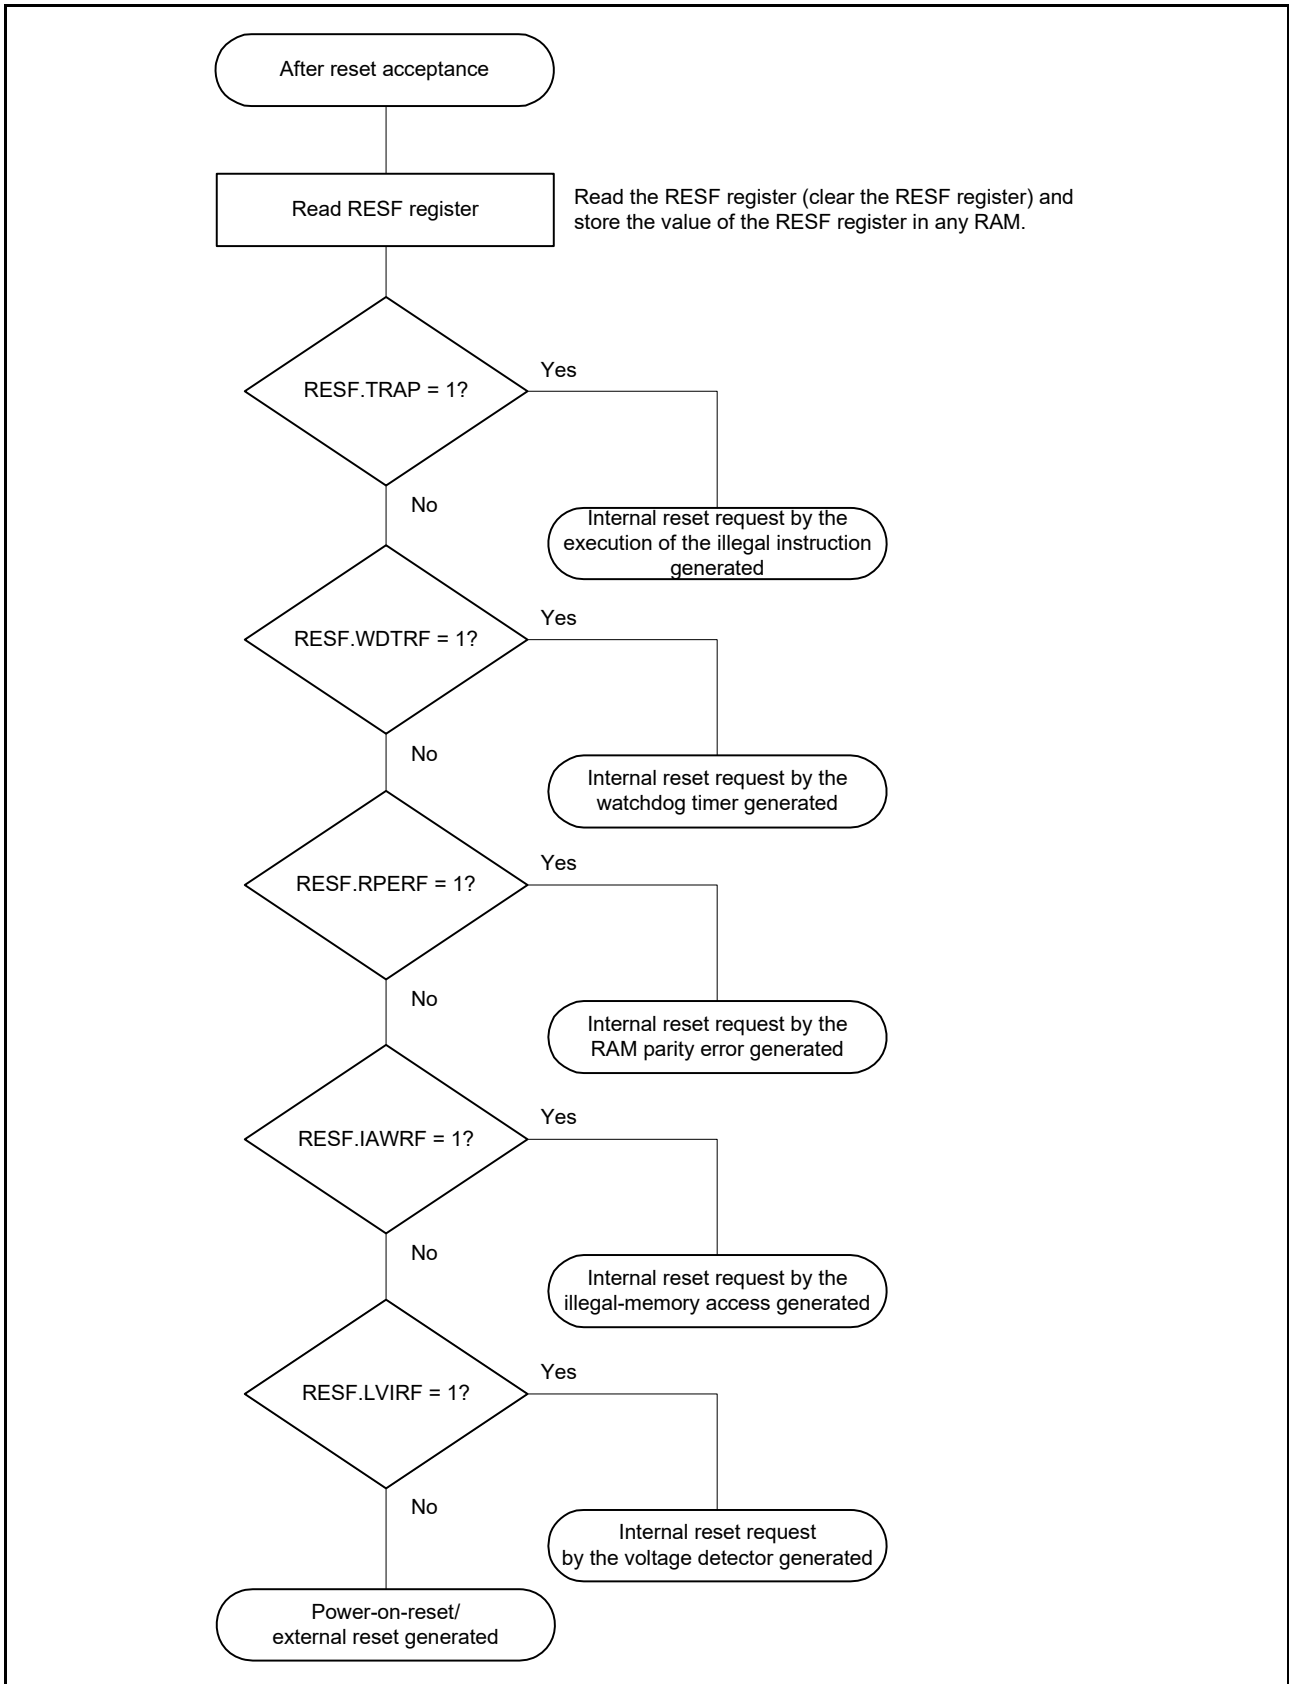 After reset acceptance
Read RESF register
Read the RESF register (clear the RESF register) and
store the value of the RESF register in any RAM.
RESF.TRAP = 1?
Yes
No
Internal reset request by the
execution of the illegal instruction
generated
RESF.WDTRF = 1?
Yes
No
Internal reset request by the
watchdog timer generated
RESF.RPERF = 1?
Yes
No
Internal reset request by the
RAM parity error generated
RESF.IAWRF = 1?
Yes
No
Internal reset request by the
illegal-memory access generated
RESF.LVIRF = 1?
Yes
No
Internal reset request
by the voltage detector generated
Power-on-reset/
external reset generated